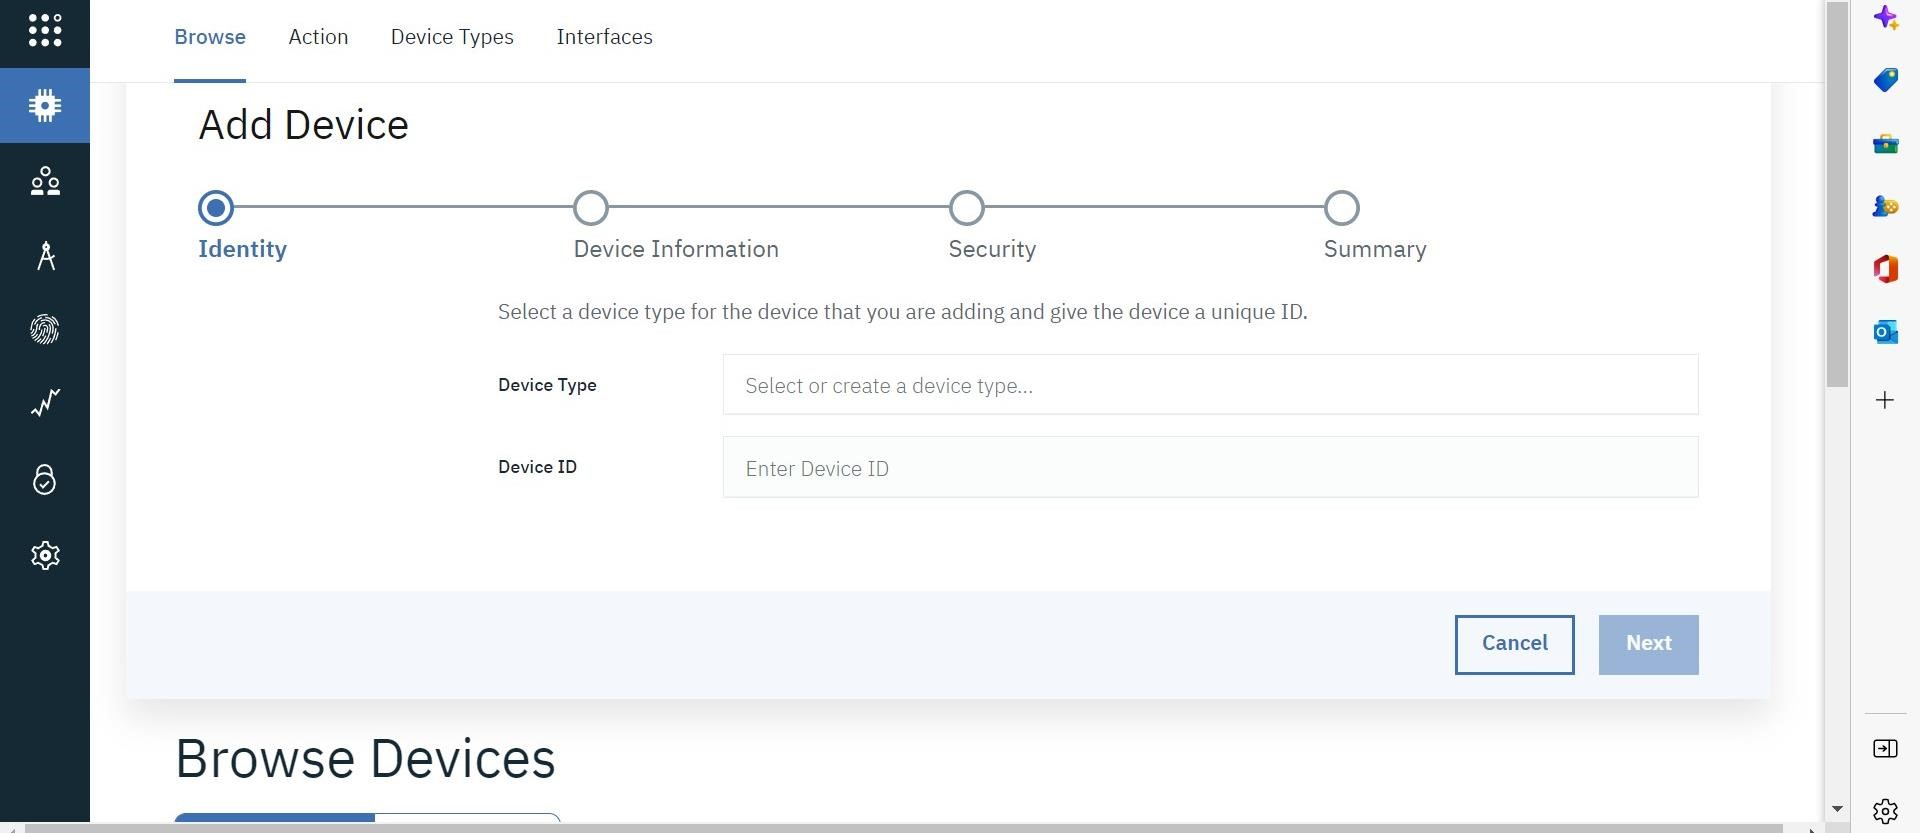 Browse Action Device Types Interfaces
Add Device
Identity Device Information Security Summary
Select a device type for the device that you are adding and give the device a unique ID.
Device Type Select or create a device type...
Device ID Enter Device ID
Cancel Next
Browse Devices